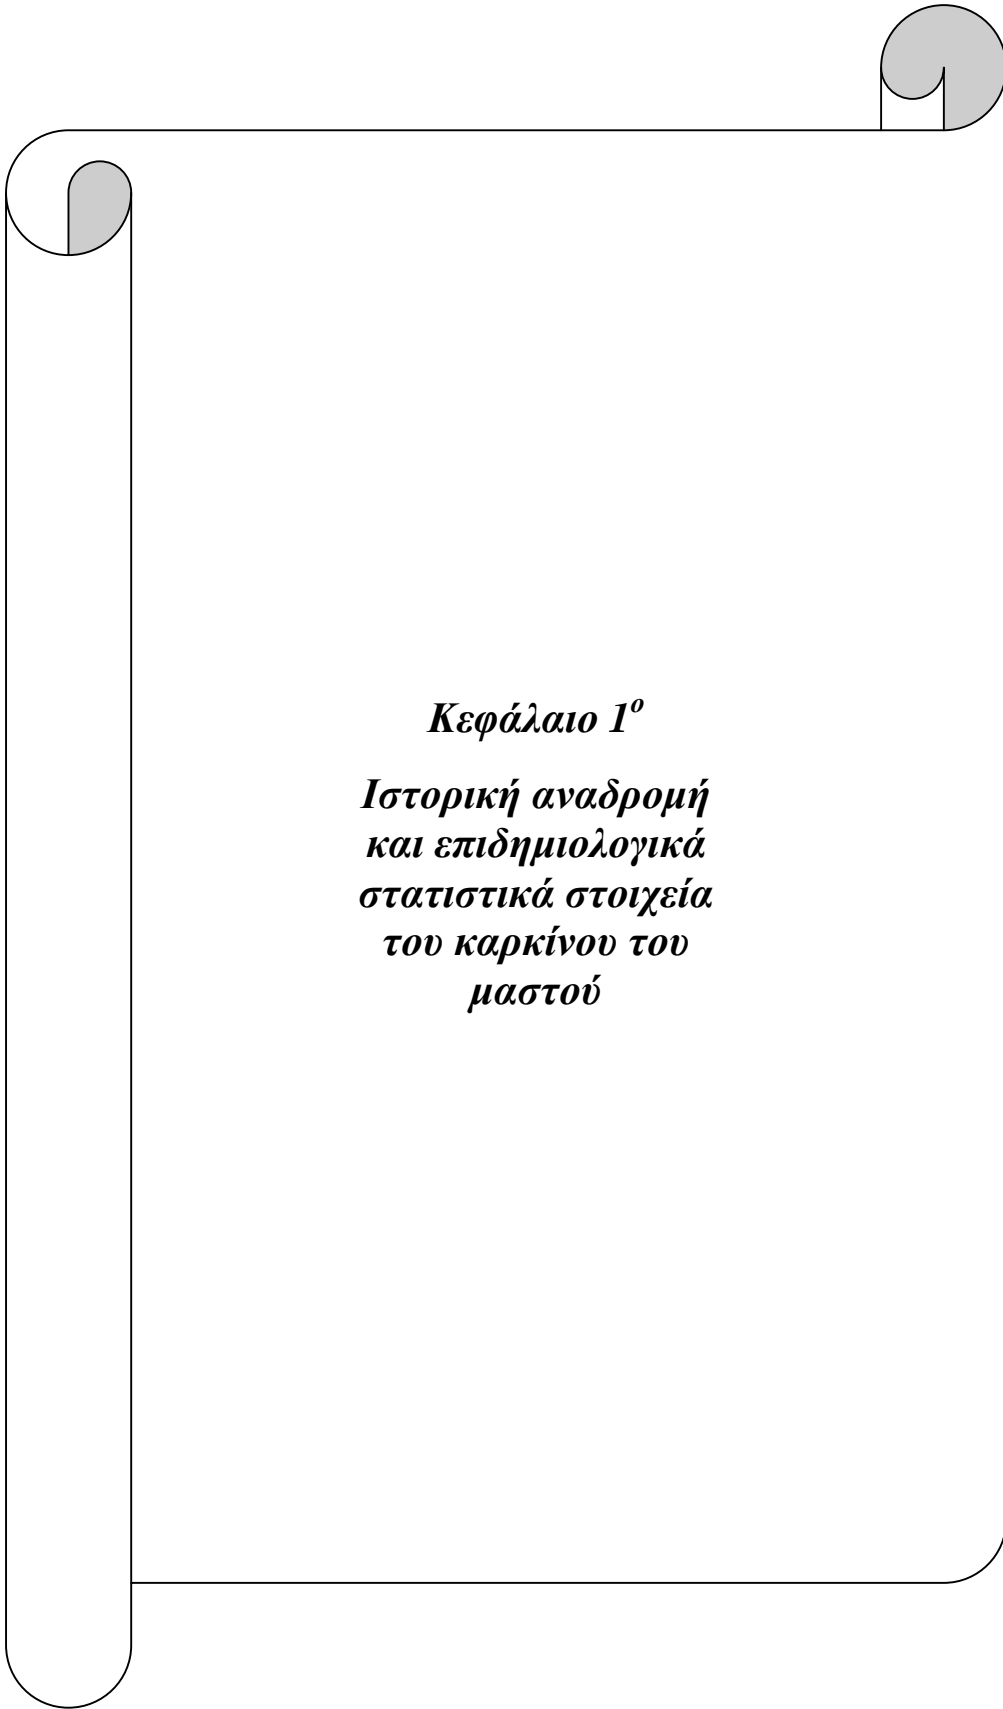 Κεφάλαιο 1ο
Ιστορική αναδρομή
και επιδημιολογικά
στατιστικά στοιχεία
του καρκίνου του
μαστού